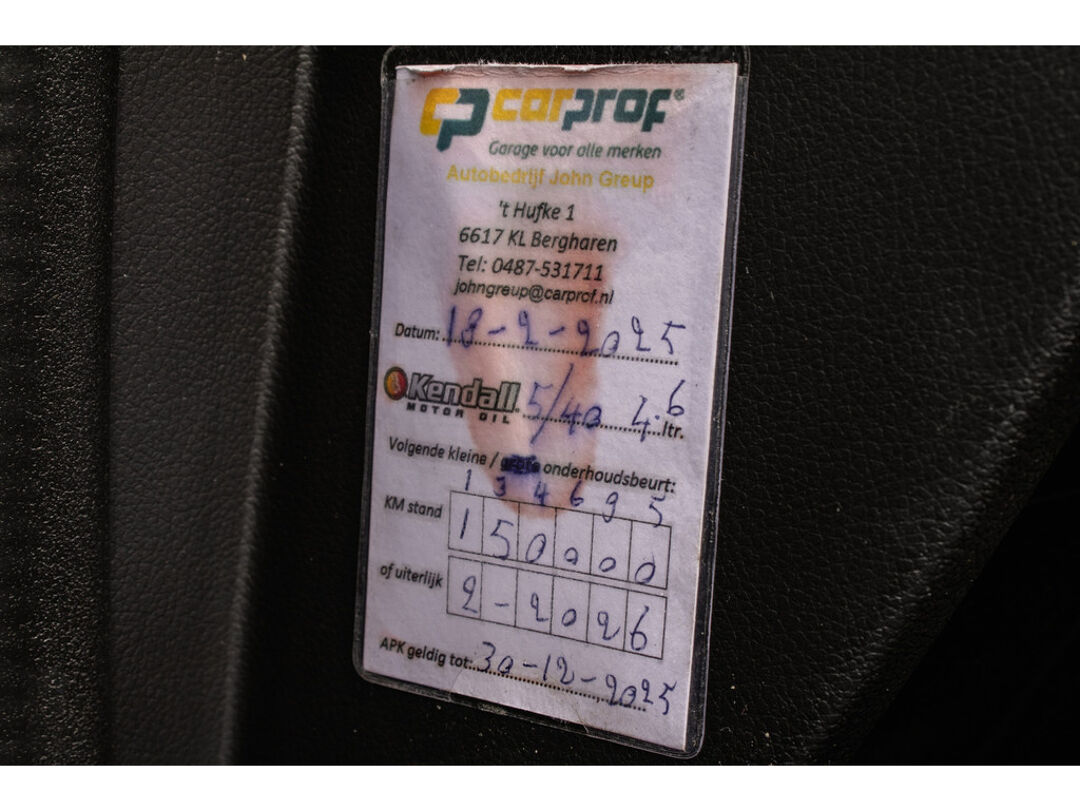 CP carprof®
Garage voor alle merken
Autobedrijf John Greup
't Hufke 1
6617 KL Bergharen
Tel: 0487-531711
johngreup@carprof.nl
Datum: 18-2-2025
Kendall 5/40 4.6 ltr.
MOTOR OIL
Volgende kleine / onderhoudsbeurt:
1 3 4 6 9 5
KM stand 1 5 0 0 0 0
of uiterlijk 2 - 2 0 2 6
APK geldig tot: 30-12-2025